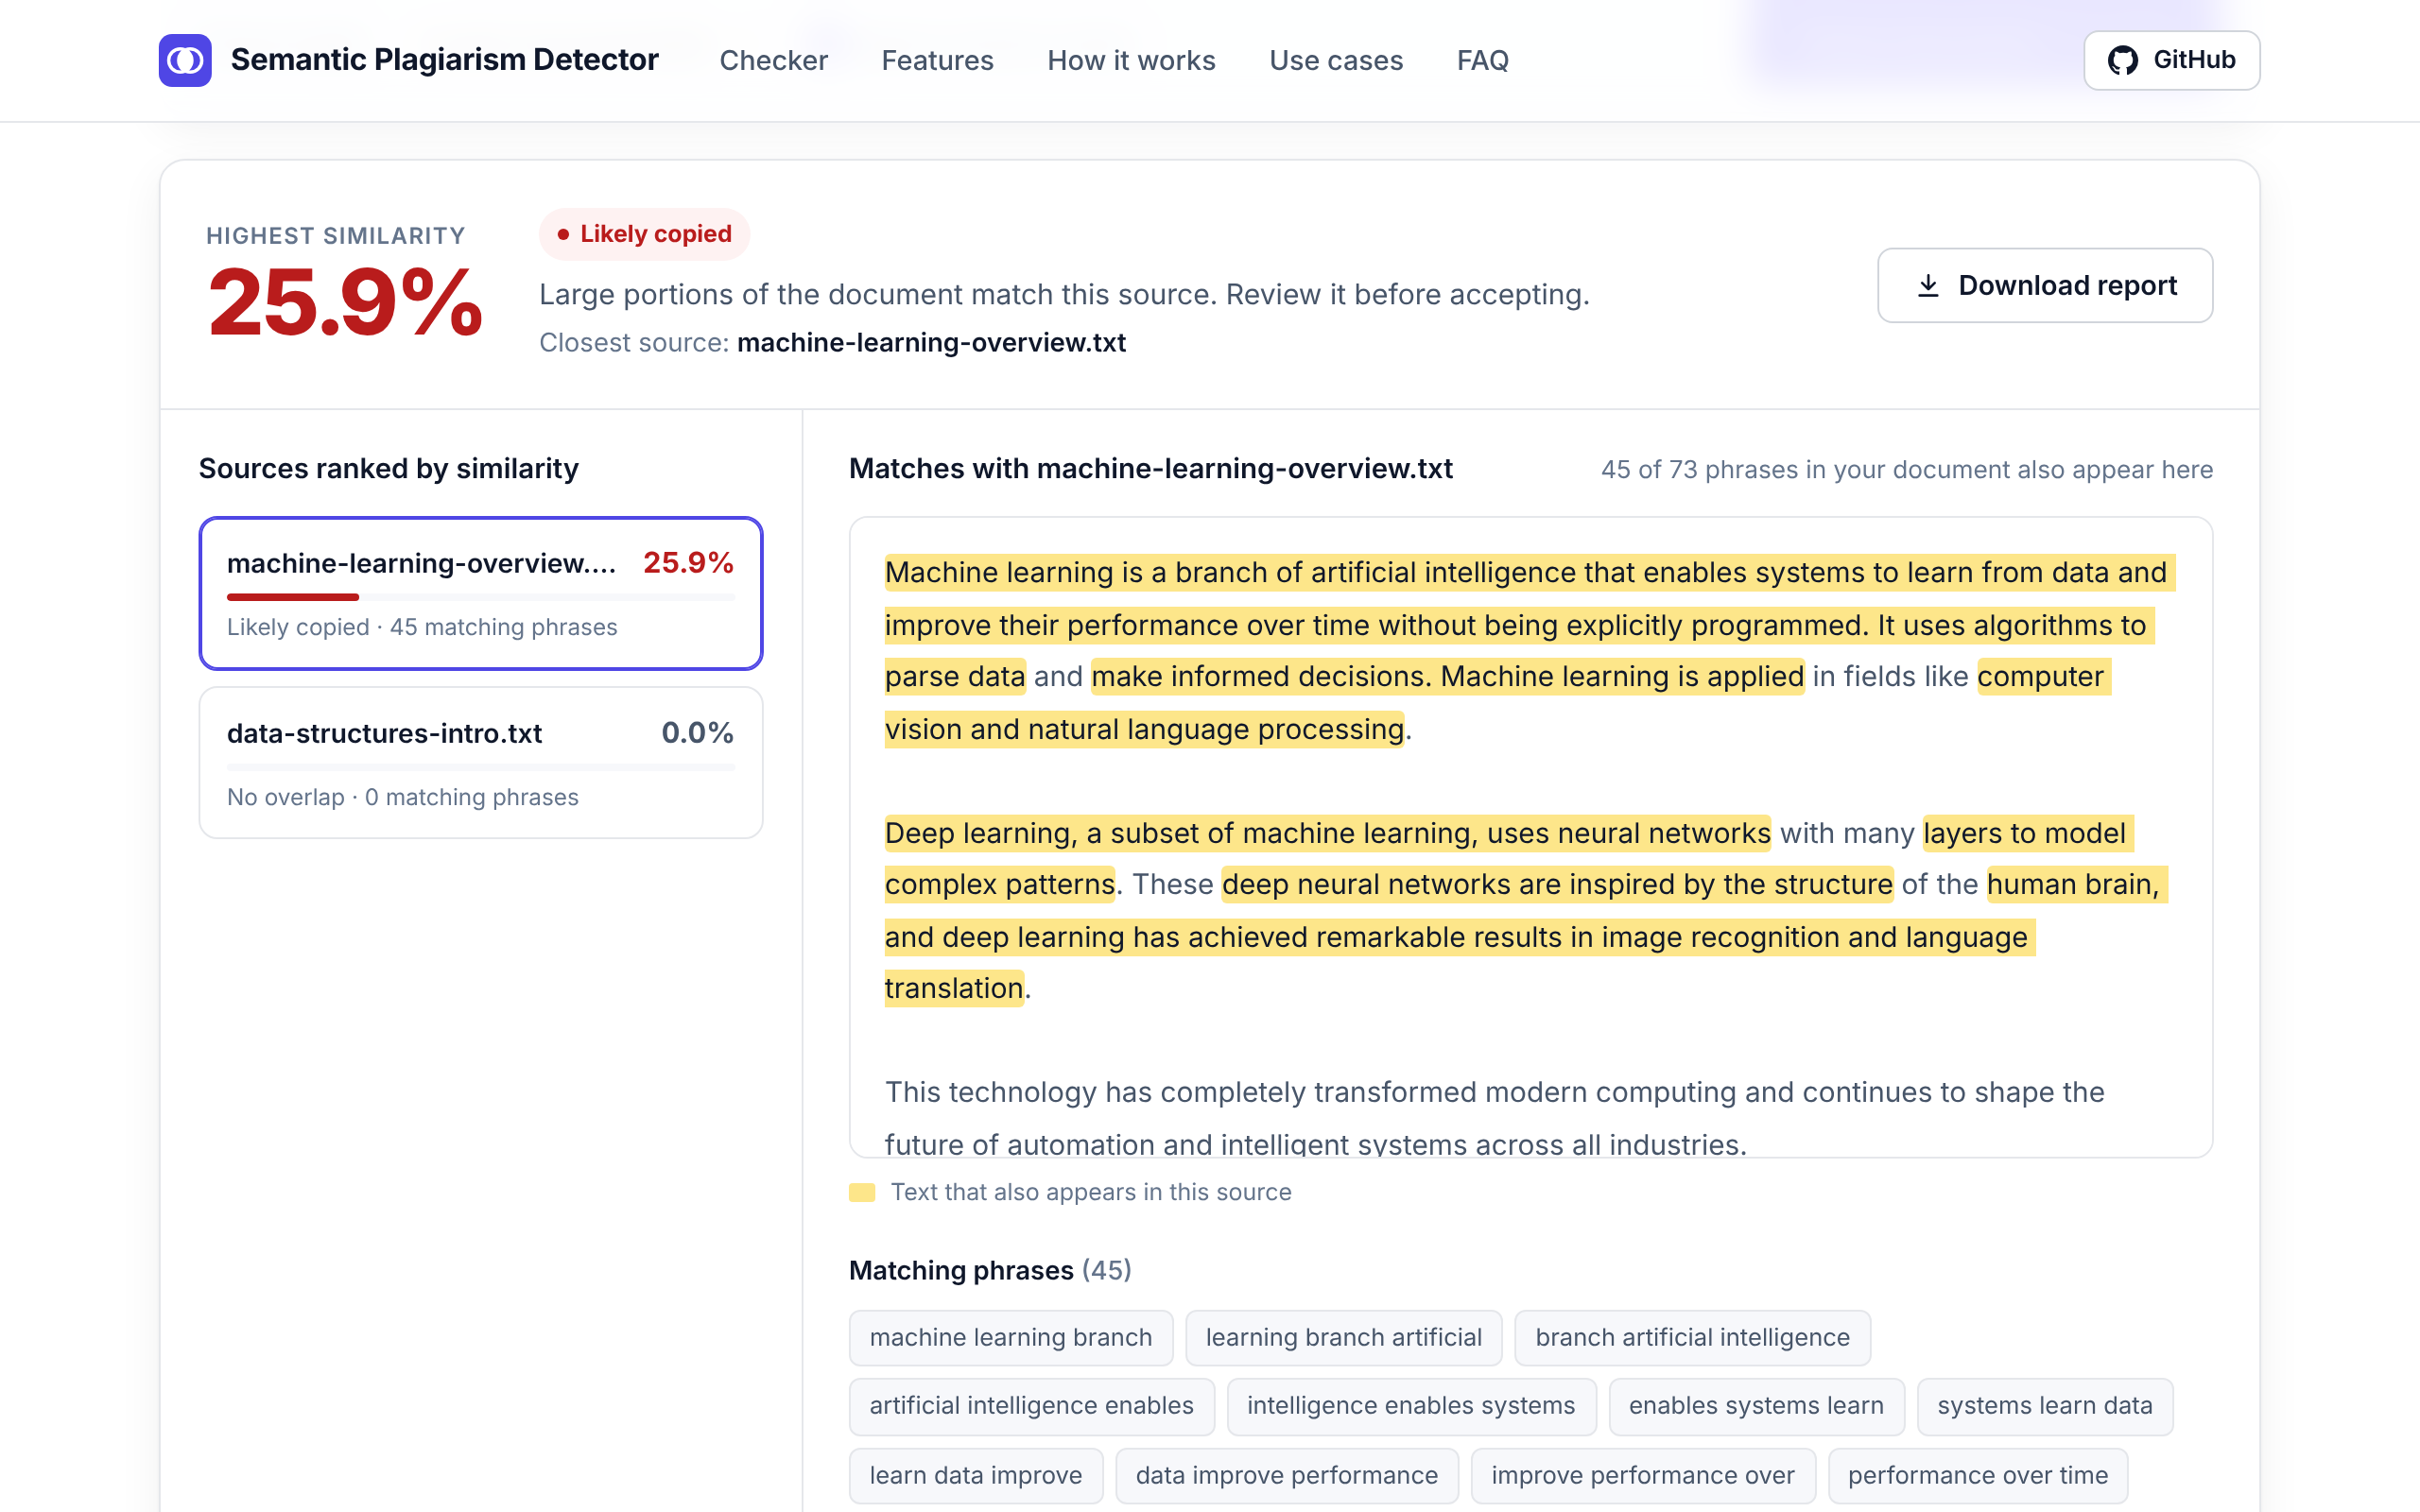 Semantic Plagiarism Detector
Checker
Features
How it works
Use cases
FAQ
GitHub
HIGHEST SIMILARITY
25.9%
Likely copied
Large portions of the document match this source. Review it before accepting.
Closest source: machine-learning-overview.txt
Download report
Sources ranked by similarity
machine-learning-overview.... 25.9%
Likely copied · 45 matching phrases
data-structures-intro.txt 0.0%
No overlap · 0 matching phrases
Matches with machine-learning-overview.txt
45 of 73 phrases in your document also appear here
Machine learning is a branch of artificial intelligence that enables systems to learn from data and
improve their performance over time without being explicitly programmed. It uses algorithms to
parse data and make informed decisions. Machine learning is applied in fields like computer
vision and natural language processing.
Deep learning, a subset of machine learning, uses neural networks with many layers to model
complex patterns. These deep neural networks are inspired by the structure of the human brain,
and deep learning has achieved remarkable results in image recognition and language
translation.
This technology has completely transformed modern computing and continues to shape the
future of automation and intelligent systems across all industries.
Text that also appears in this source
Matching phrases (45)
machine learning branch
learning branch artificial
branch artificial intelligence
artificial intelligence enables
intelligence enables systems
enables systems learn
systems learn data
learn data improve
data improve performance
improve performance over
performance over time